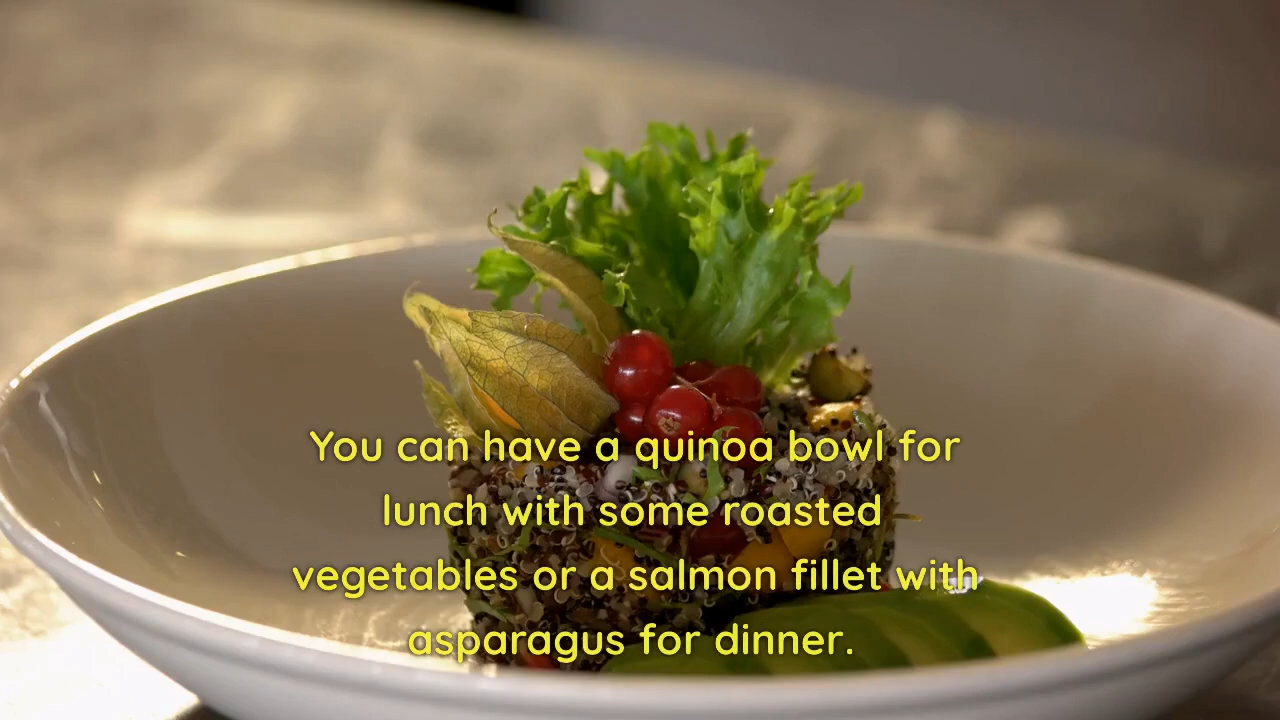 You can have a quinoa bowl for
lunch with some roasted
vegetables or a salmon fillet with
asparagus for dinner.